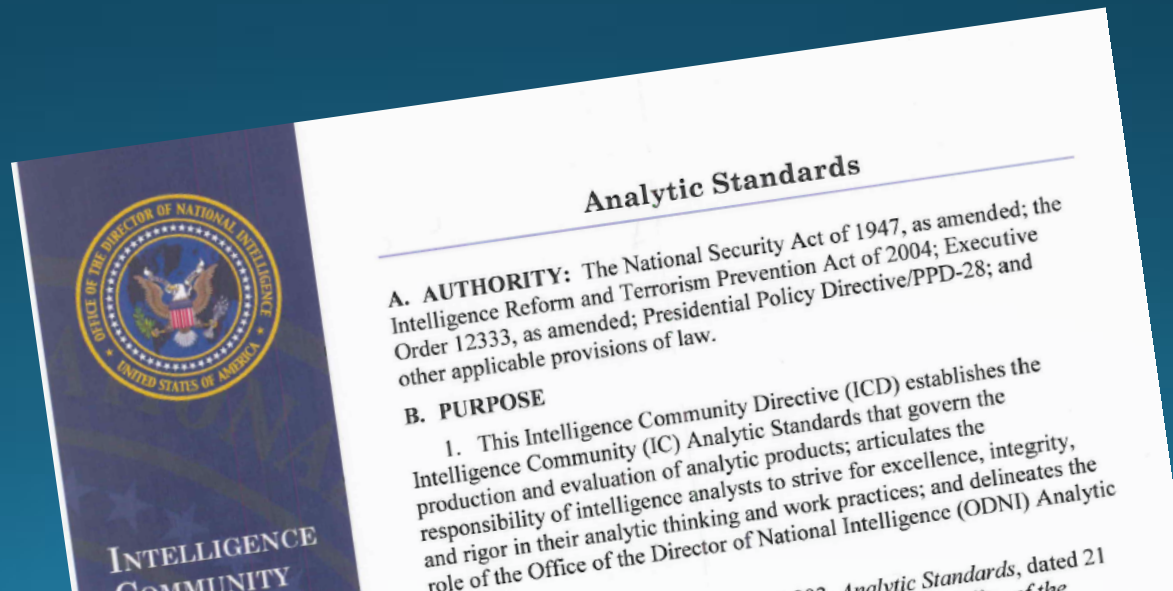 OFFICE OF THE DIRECTOR OF NATIONAL INTELLIGENCE
UNITED STATES OF AMERICA
INTELLIGENCE
COMMUNITY
Analytic Standards
A. AUTHORITY: The National Security Act of 1947, as amended; the
Intelligence Reform and Terrorism Prevention Act of 2004; Executive
Order 12333, as amended; Presidential Policy Directive/PPD-28; and
other applicable provisions of law.
B. PURPOSE
1. This Intelligence Community Directive (ICD) establishes the
Intelligence Community (IC) Analytic Standards that govern the
production and evaluation of analytic products; articulates the
responsibility of intelligence analysts to strive for excellence, integrity,
and rigor in their analytic thinking and work practices; and delineates the
role of the Office of the Director of National Intelligence (ODNI) Analytic
Analytic Standards, dated 21
of the